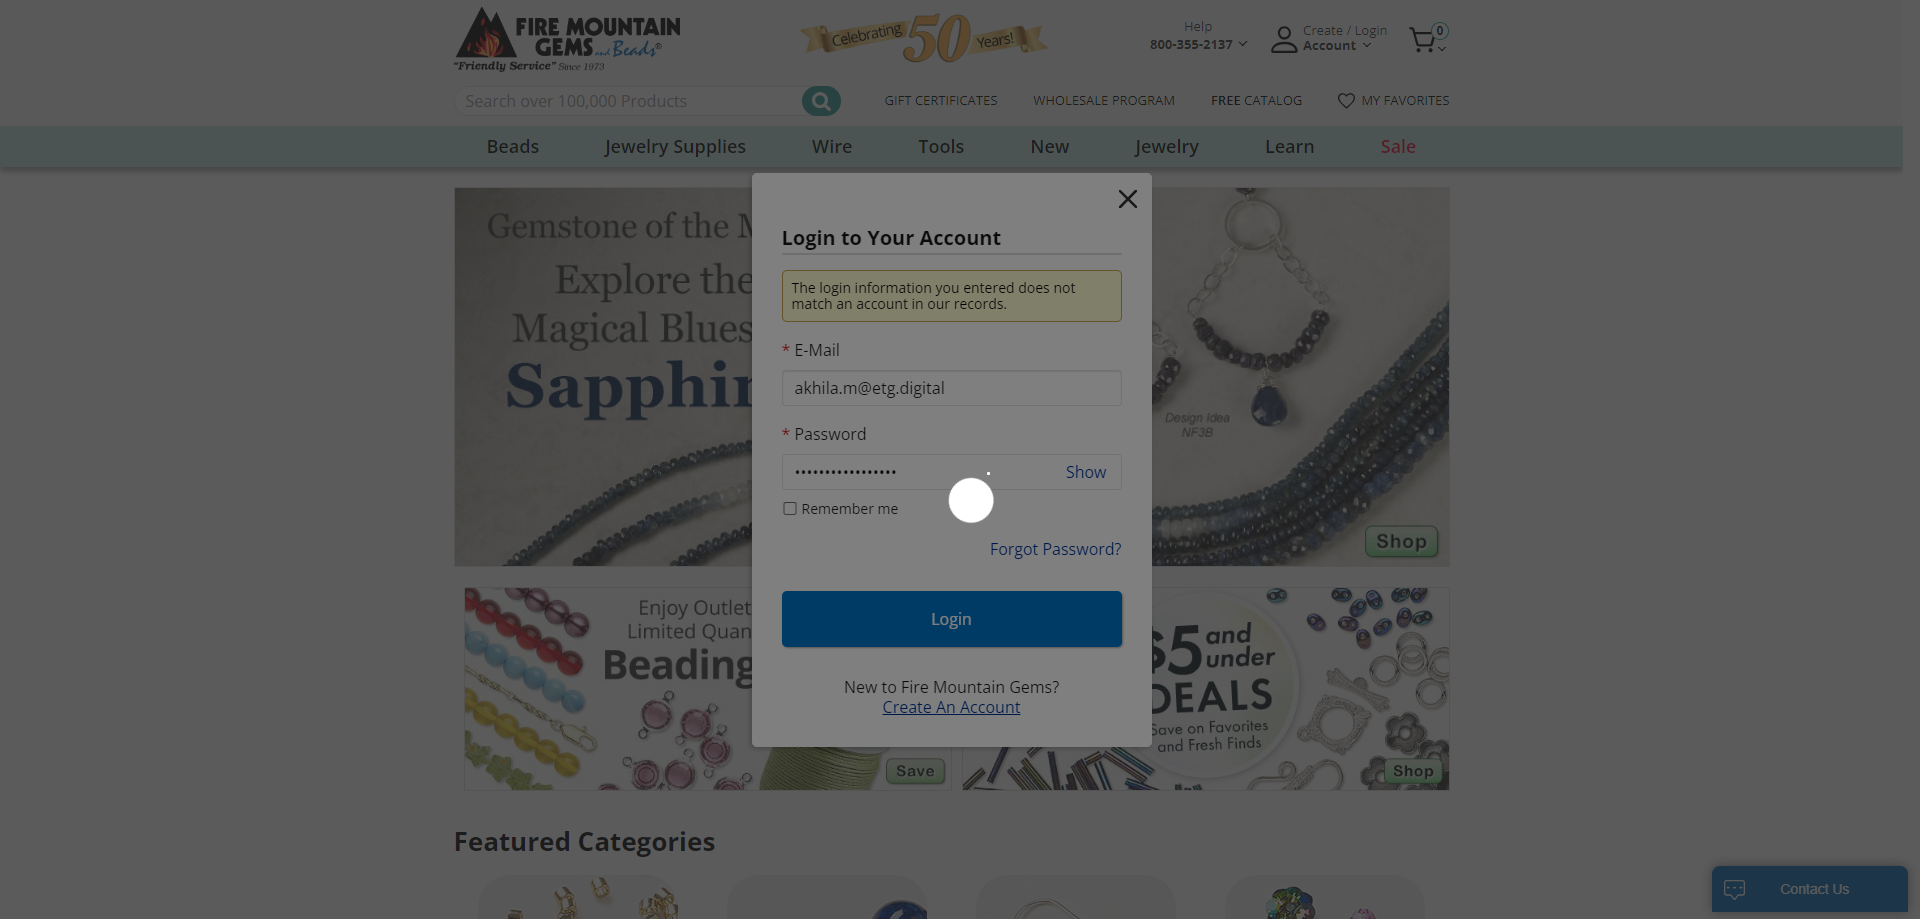 FIRE MOUNTAIN
GEMS and Beads®
"Friendly Service" Since 1973
Celebrating 50 Years!
Help
800-355-2137
Create / Login
Account
0
Search over 100,000 Products
GIFT CERTIFICATES
WHOLESALE PROGRAM
FREE CATALOG
MY FAVORITES
Beads
Jewelry Supplies
Wire
Tools
New
Jewelry
Learn
Sale
Gemstone of the M
Explore the
Magical Blues
Sapphir
Design Idea
NF3B
Shop
Login to Your Account
The login information you entered does not
match an account in our records.
* E-Mail
akhila.m@etg.digital
* Password
•••••••••••••••••
Show
Remember me
Forgot Password?
Login
New to Fire Mountain Gems?
Create An Account
Enjoy Outlet
Limited Quan
Beading
Save
$5 and
under
DEALS
Save on Favorites
and Fresh Finds
Shop
Featured Categories
Contact Us